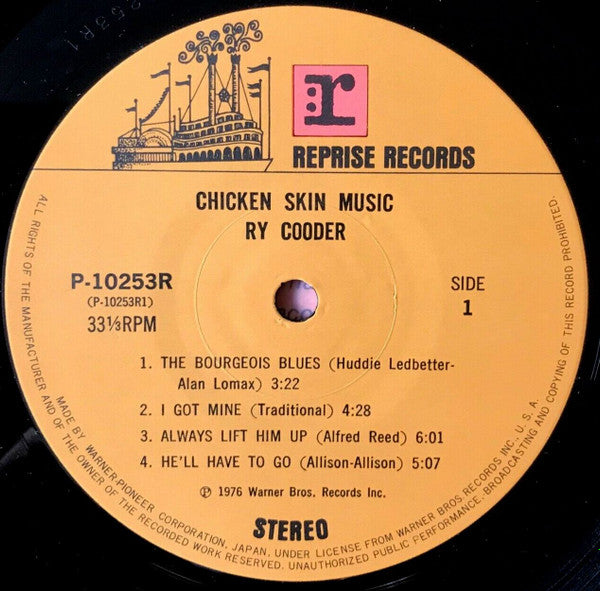 253R1
r:
REPRISE RECORDS
CHICKEN SKIN MUSIC
RY COODER
P-10253R
(P-10253R1)
33⅓RPM
SIDE
1
1. THE BOURGEOIS BLUES (Huddie Ledbetter-
Alan Lomax) 3:22
2. I GOT MINE (Traditional) 4:28
3. ALWAYS LIFT HIM UP (Alfred Reed) 6:01
4. HE'LL HAVE TO GO (Allison-Allison) 5:07
Ⓟ 1976 Warner Bros. Records Inc.
STEREO
ALL RIGHTS OF THE MANUFACTURER AND OF THE OWNER OF THE RECORDED WORK RESERVED. UNAUTHORIZED PUBLIC PERFORMANCE, BROADCASTING AND COPYING OF THIS RECORD PROHIBITED.
MADE BY WARNER-PIONEER CORPORATION, JAPAN, UNDER LICENSE FROM WARNER BROS RECORDS INC., U.S.A.